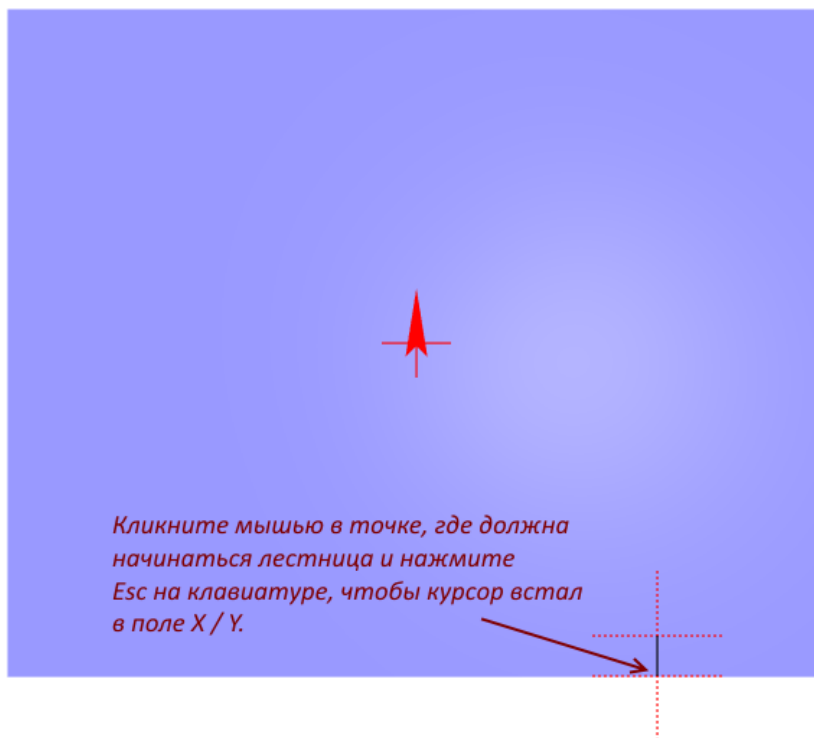 Кликните мышью в точке, где должна
начинаться лестница и нажмите
Esc на клавиатуре, чтобы курсор встал
в поле X / Y.